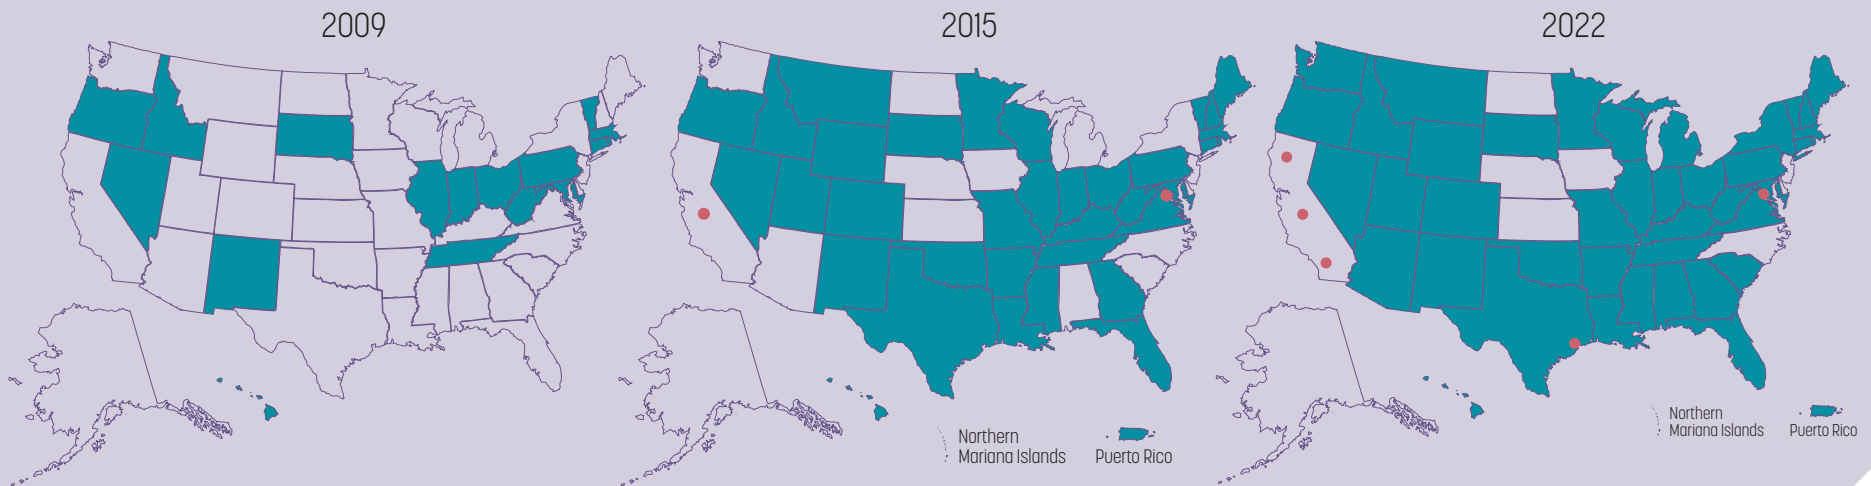 2009
2015
2022
Northern
Mariana Islands
Puerto Rico
Northern
Mariana Islands
Puerto Rico